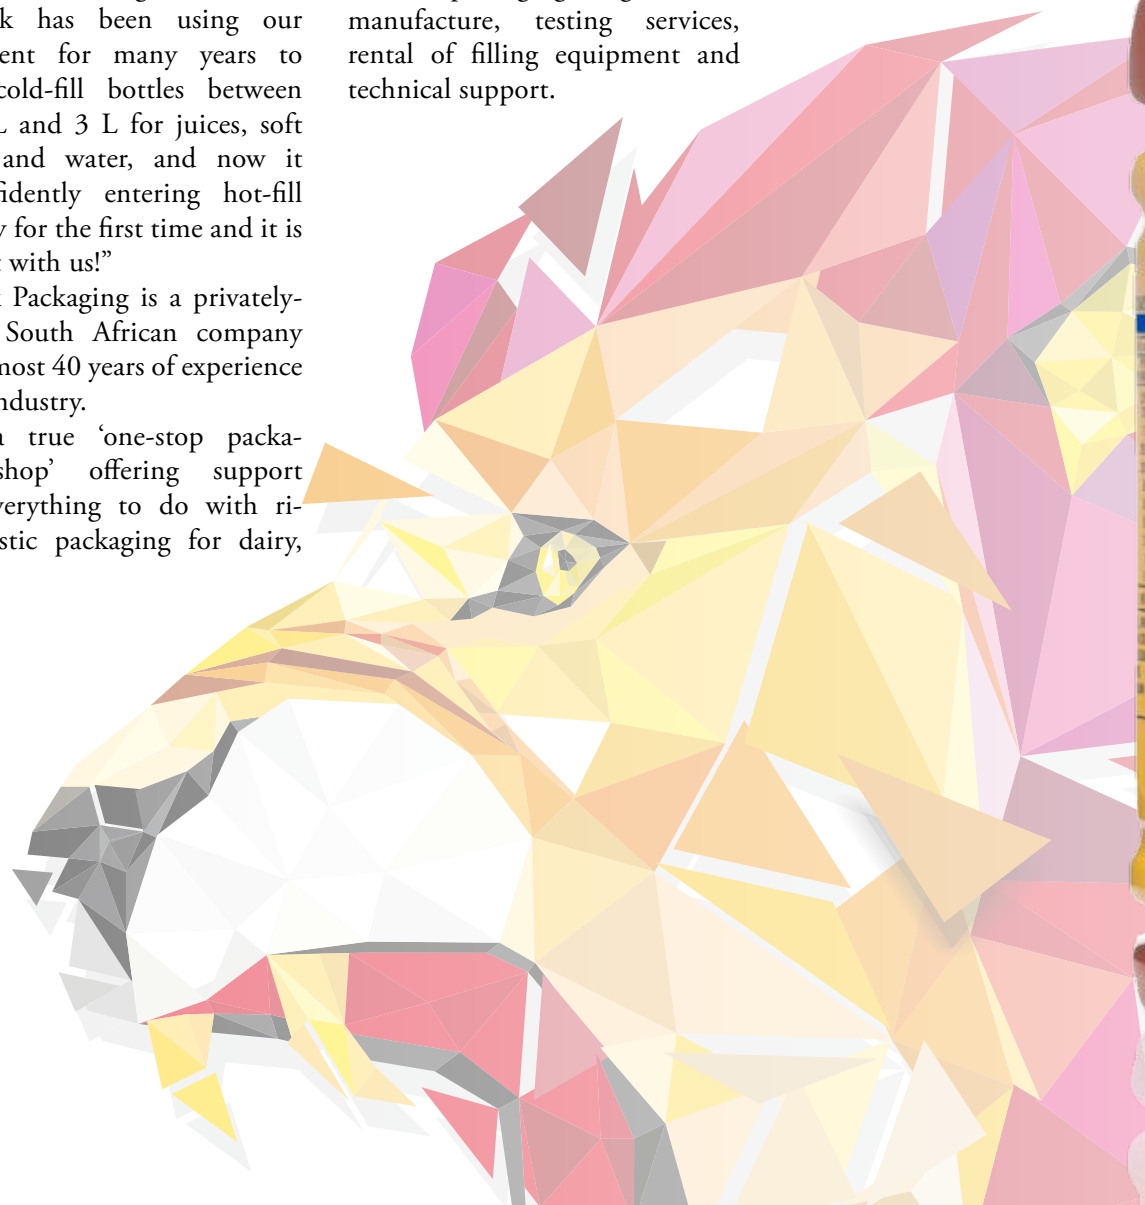 k has been using our
ent for many years to
cold-fill bottles between
L and 3 L for juices, soft
and water, and now it
fidently entering hot-fill
y for the first time and it is
t with us!”
k Packaging is a privately-
South African company
most 40 years of experience
ndustry.
a true ‘one-stop packa-
shop’ offering support
verything to do with ri-
stic packaging for dairy,
manufacture, testing services,
rental of filling equipment and
technical support.